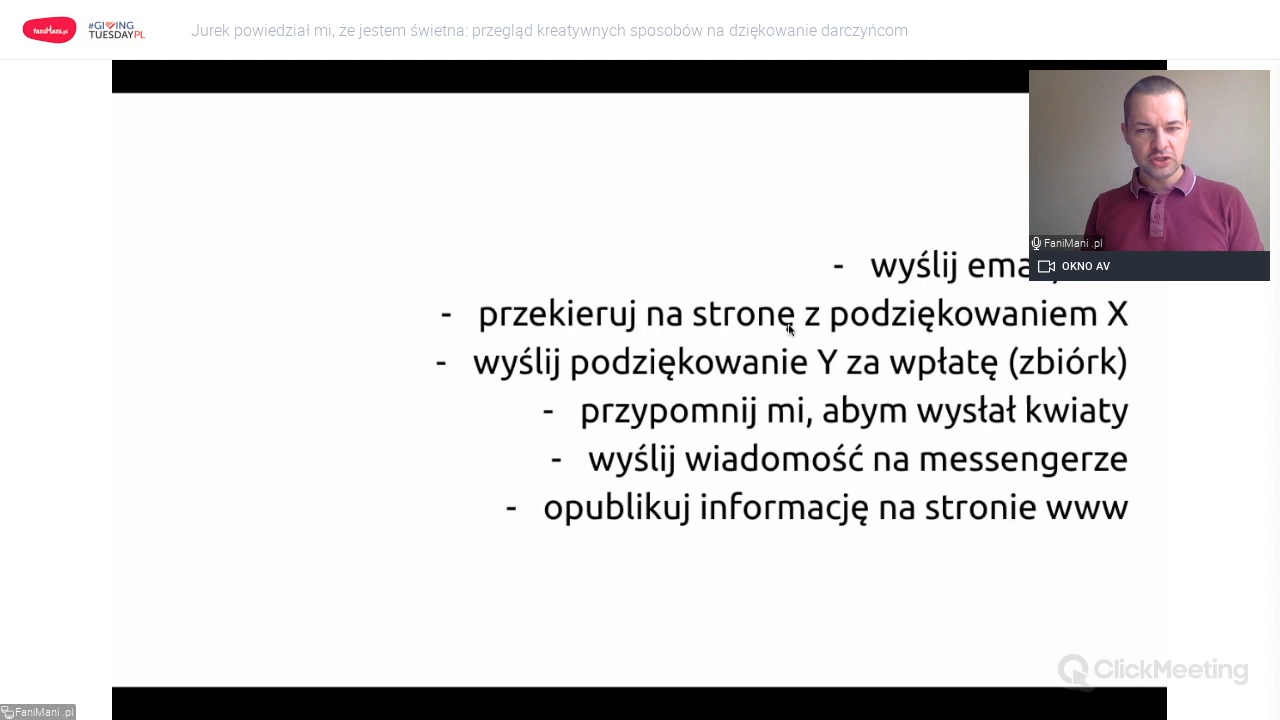 faniMani.pl
#GIVING
TUESDAYPL
Jurek powiedział mi, że jestem świetna: przegląd kreatywnych sposobów na dziękowanie darczyńcom
FaniMani .pl
OKNO AV
- wyślij
- przekieruj na stronę z podziękowaniem X
- wyślij podziękowanie Y za wpłatę (zbiórk)
- przypomnij mi, abym wysłał kwiaty
- wyślij wiadomość na messengerze
- opublikuj informację na stronie www
ClickMeeting
FaniMani .pl